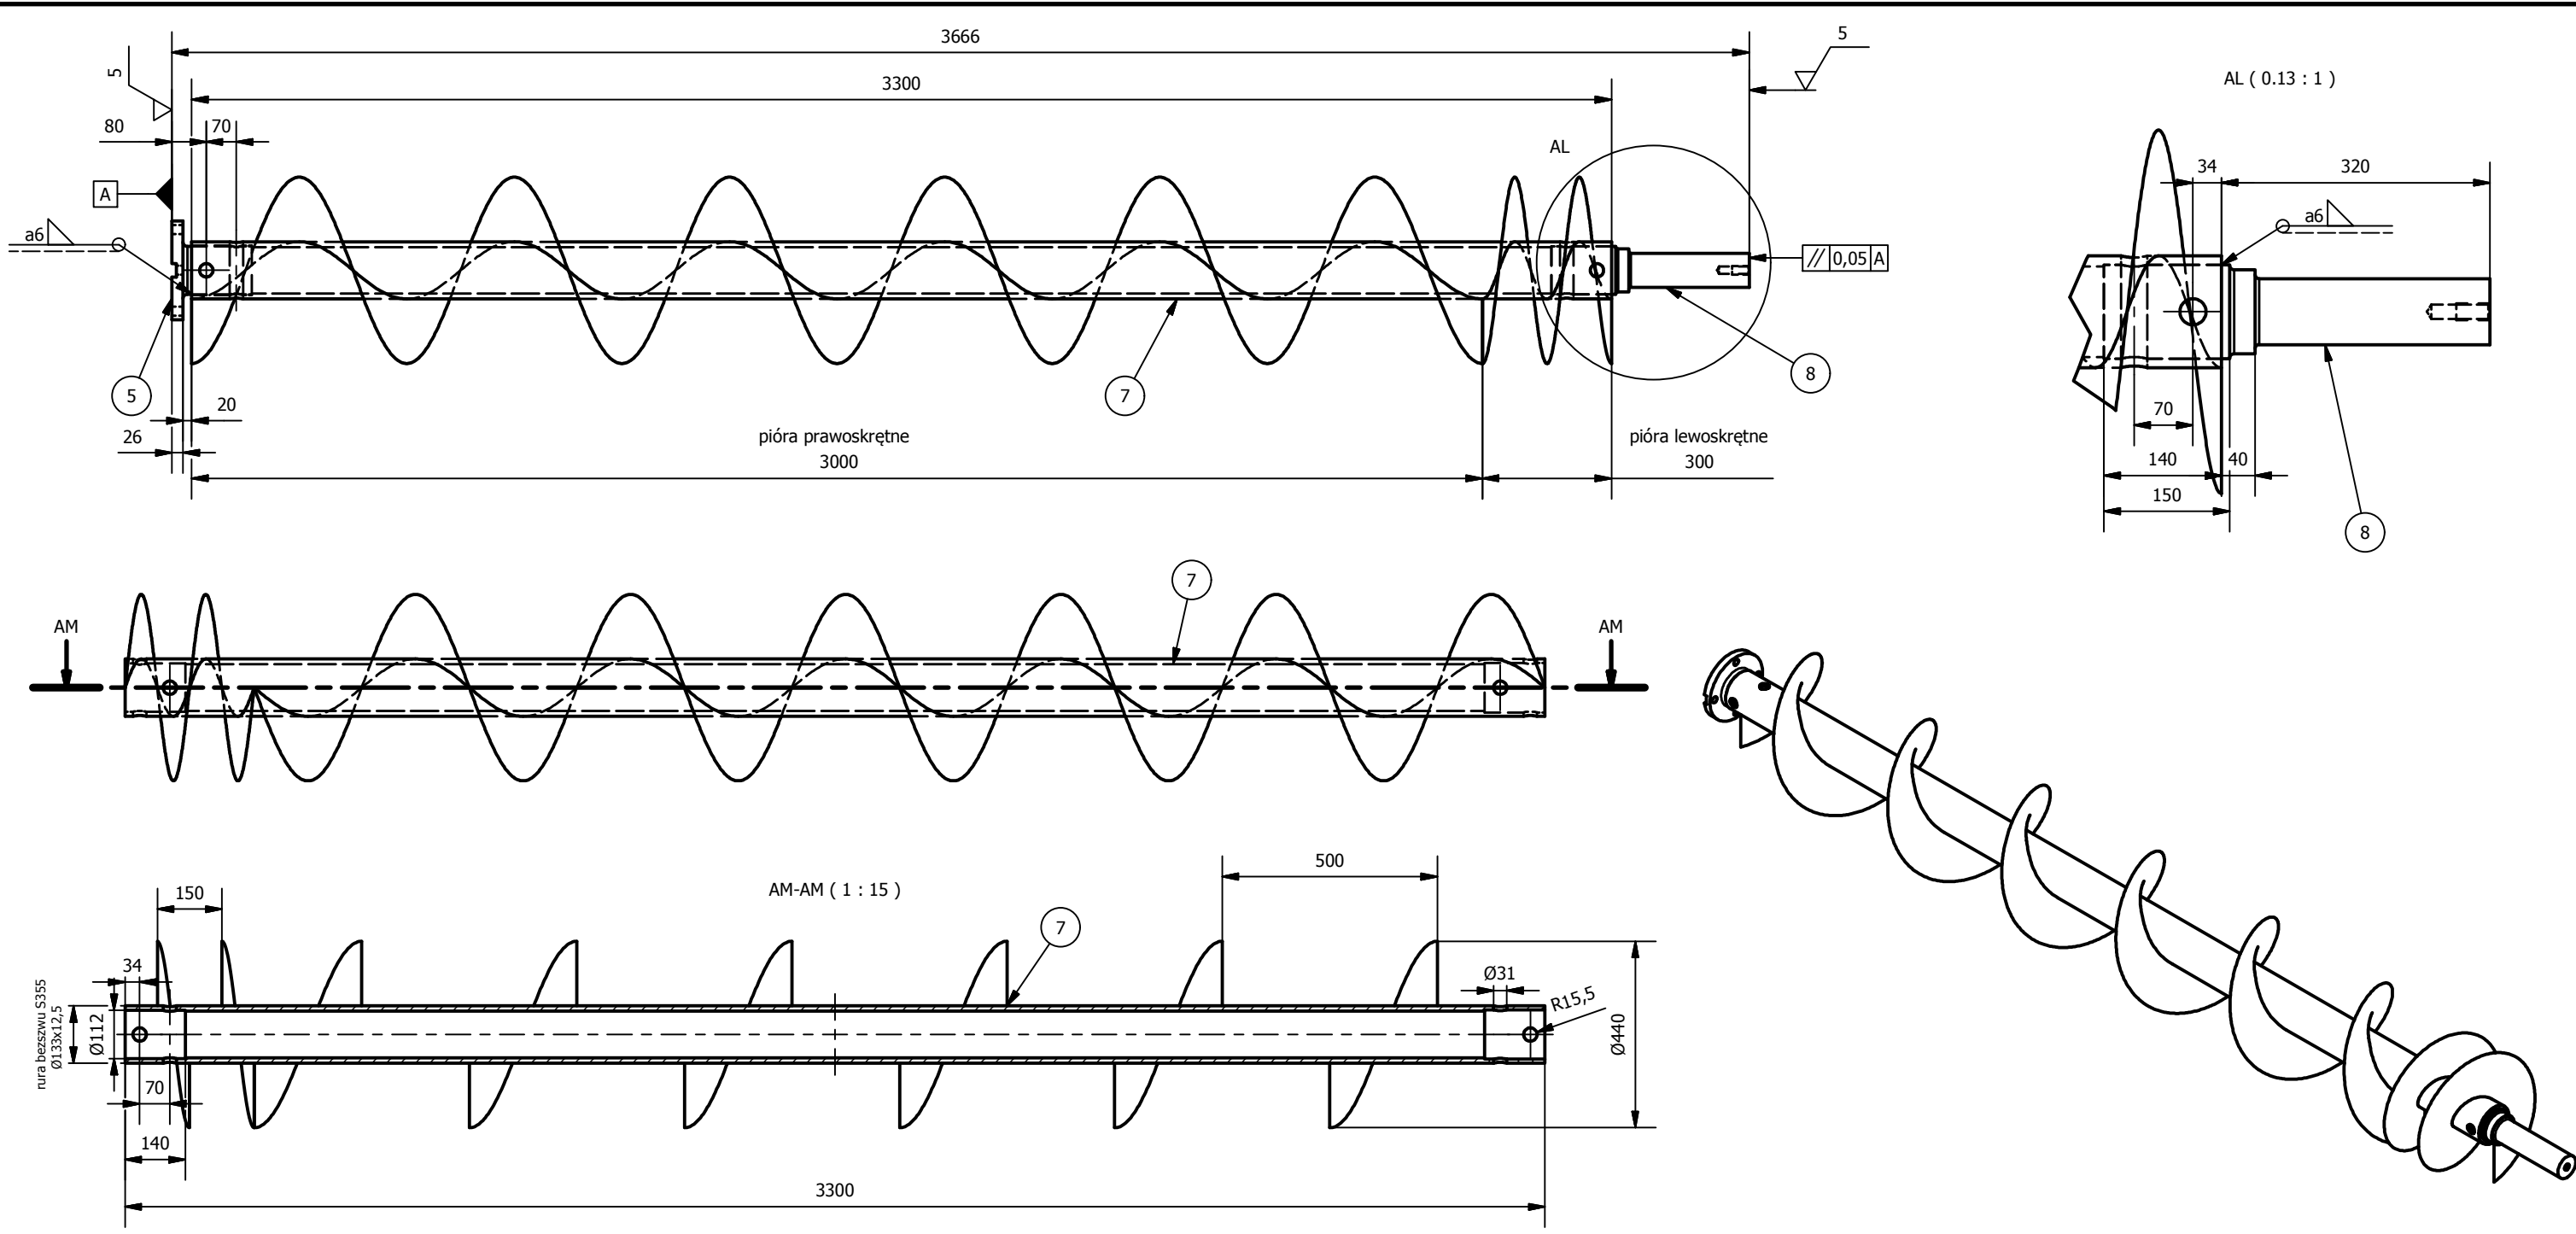 3666
5
5
3300
AL ( 0.13 : 1 )
80
70
AL
34
320
A
a6
a6
// 0,05 A
5
7
8
20
26
pióra prawoskrętne
3000
pióra lewoskrętne
300
70
140
40
150
8
7
AM
AM
500
150
AM-AM ( 1 : 15 )
7
34
Ø31
R15,5
rura bezszwu S355
Ø133x12,5
Ø112
Ø440
70
140
3300